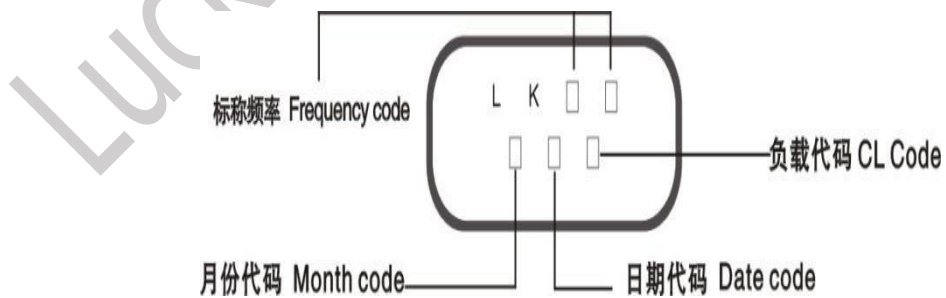 L K □ □
标称频率 Frequency code
□ □ □
负载代码 CL Code
月份代码 Month code
日期代码 Date code